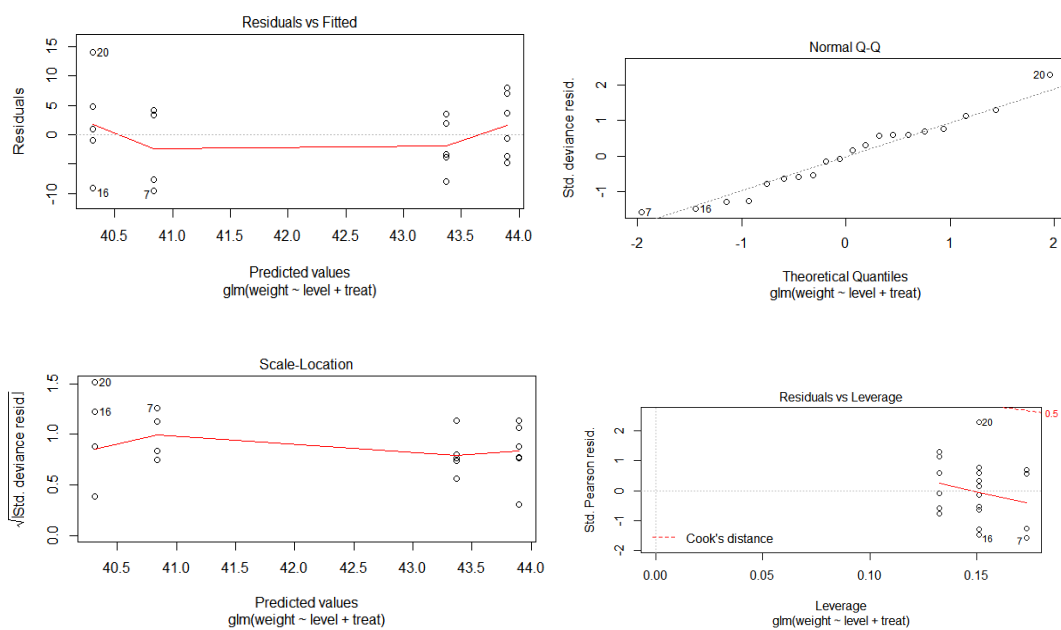 Residuals vs Fitted
Residuals
15
10
5
0
-10
20
16
7
40.5 41.0 41.5 42.0 42.5 43.0 43.5 44.0
Predicted values
glm(weight ~ level + treat)
Normal Q-Q
Std. deviance resid.
2
1
0
-1
20
7
16
-2 -1 0 1 2
Theoretical Quantiles
glm(weight ~ level + treat)
Scale-Location
√|Std. deviance resid.|
1.5
1.0
0.5
0.0
20
16
7
40.5 41.0 41.5 42.0 42.5 43.0 43.5 44.0
Predicted values
glm(weight ~ level + treat)
Residuals vs Leverage
Std. Pearson resid.
2
1
0
-1
-2
20
0.5
16
7
Cook's distance
0.00 0.05 0.10 0.15
Leverage
glm(weight ~ level + treat)